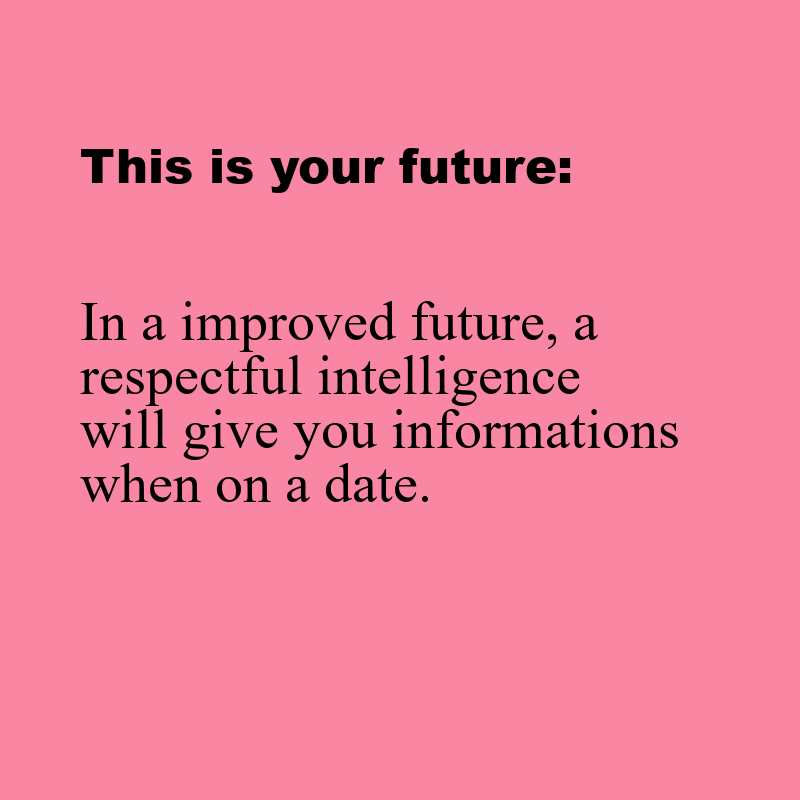 This is your future:
In a improved future, a
respectful intelligence
will give you informations
when on a date.